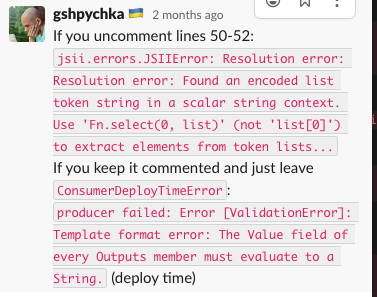 gshpychka 🇺🇦 2 months ago
If you uncomment lines 50-52:
jsii.errors.JSIIError: Resolution error:
Resolution error: Found an encoded list
token string in a scalar string context.
Use 'Fn.select(0, list)' (not 'list[0]')
to extract elements from token lists...
If you keep it commented and just leave
ConsumerDeployTimeError:
producer failed: Error [ValidationError]:
Template format error: The Value field of
every Outputs member must evaluate to a
String. (deploy time)